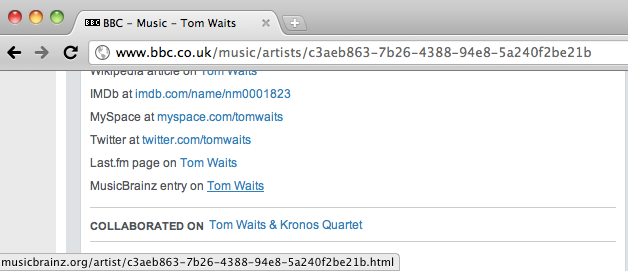 BBC BBC – Music – Tom Waits
www.bbc.co.uk/music/artists/c3aeb863-7b26-4388-94e8-5a240f2be21b
Wikipedia article on Tom Waits
IMDb at imdb.com/name/nm0001823
MySpace at myspace.com/tomwaits
Twitter at twitter.com/tomwaits
Last.fm page on Tom Waits
MusicBrainz entry on Tom Waits
COLLABORATED ON Tom Waits & Kronos Quartet
musicbrainz.org/artist/c3aeb863-7b26-4388-94e8-5a240f2be21b.html